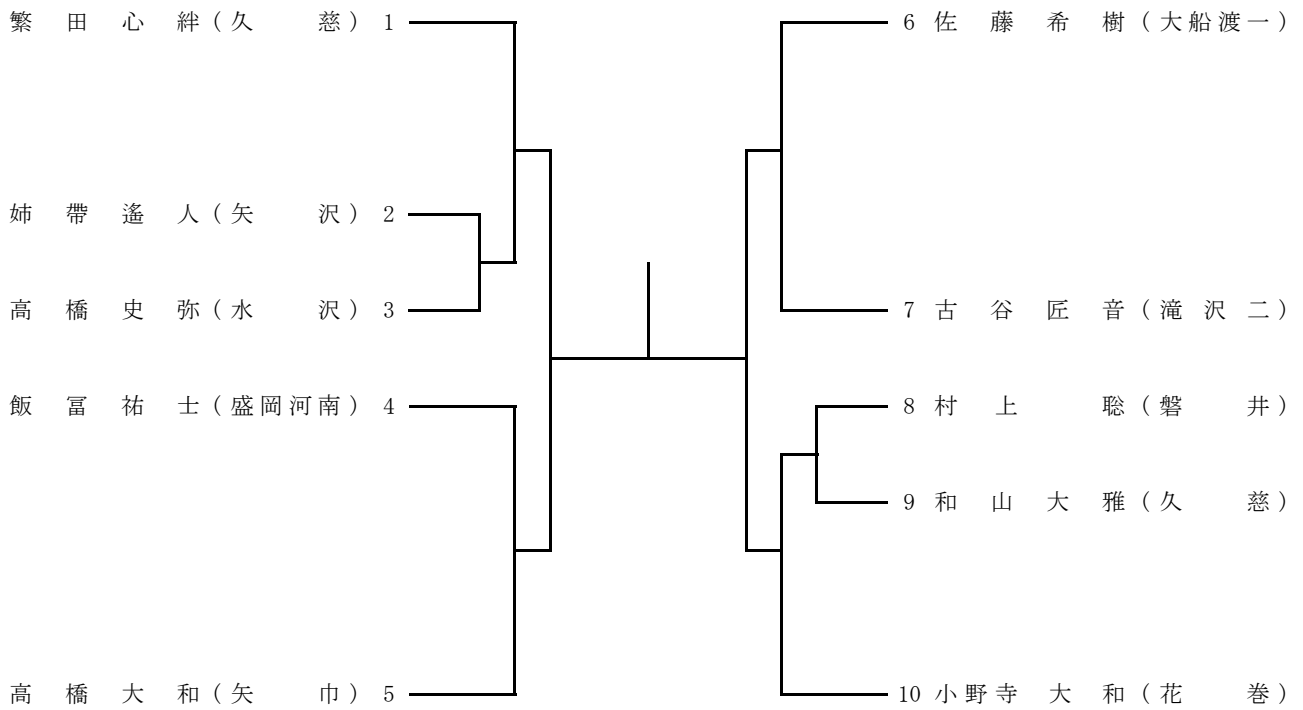 繁田心絆(久慈) 1
姉帶遙人(矢沢) 2
高橋史弥(水沢) 3
飯冨祐士(盛岡河南) 4
高橋大和(矢巾) 5
6 佐藤希樹(大船渡一)
7 古谷匠音(滝沢二)
8 村上聡(磐井)
9 和山大雅(久慈)
10 小野寺大和(花巻)